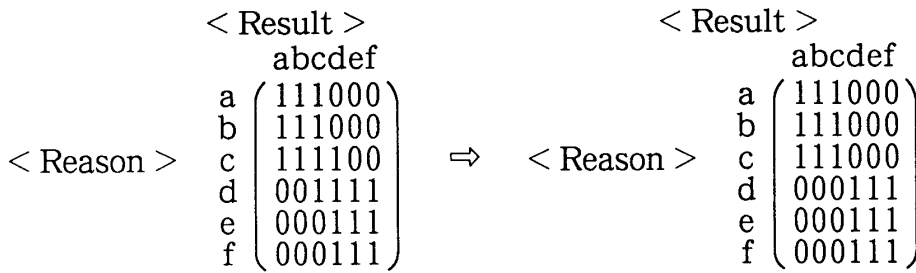 < Result > < Result >
abcdef abcdef
a 111000 a 111000
b 111000 b 111000
< Reason > c 111100 ⇨ < Reason > c 111000
d 001111 d 000111
e 000111 e 000111
f 000111 f 000111